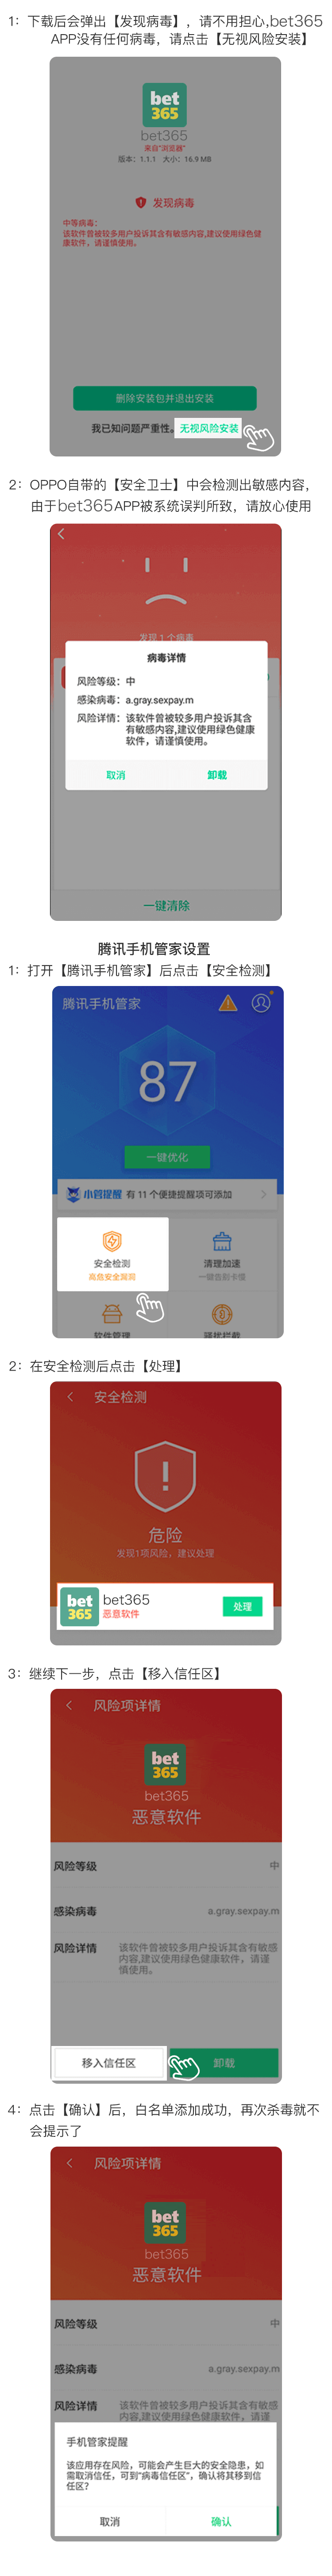 1：下载后会弹出【发现病毒】，请不用担心,bet365
APP没有任何病毒，请点击【无视风险安装】
bet
365
bet365
来自"浏览器"
版本：1.1.1 大小：16.9 MB
发现病毒
中等病毒：
该软件曾被较多用户投诉其含有敏感内容,建议使用绿色健
康软件，请谨慎使用。
删除安装包并退出安装
我已知问题严重性。无视风险安装
2：OPPO自带的【安全卫士】中会检测出敏感内容，
由于bet365APP被系统误判所致，请放心使用
发现 1 个病毒
病毒详情
风险等级：中
感染病毒：a.gray.sexpay.m
风险详情：该软件曾被较多用户投诉其含
有敏感内容,建议使用绿色健康
软件，请谨慎使用。
取消 卸载
一键清除
腾讯手机管家设置
1：打开【腾讯手机管家】后点击【安全检测】
腾讯手机管家
87
一键优化
小管提醒 有 11 个便捷提醒项可添加
安全检测 清理加速
高危安全漏洞 一键告别卡慢
软件管理 骚扰拦截
2：在安全检测后点击【处理】
安全检测
危险
发现1项风险，建议处理
bet
365
bet365
恶意软件
处理
3：继续下一步，点击【移入信任区】
风险项详情
bet
365
bet365
恶意软件
风险等级 中
感染病毒 a.gray.sexpay.m
风险详情 该软件曾被较多用户投诉其含有敏感
内容,建议使用绿色健康软件，请谨
慎使用。
移入信任区 卸载
4：点击【确认】后，白名单添加成功，再次杀毒就不
会提示了
风险项详情
bet
365
bet365
恶意软件
风险等级 中
感染病毒 a.gray.sexpay.m
风险详情 该软件曾被较多用户投诉其含有敏感
内容,建议使用绿色健康软件，请谨
手机管家提醒
该应用存在风险，可能会产生巨大的安全隐患，如
需取消信任，可到"病毒信任区"，确认将其移到信
任区？
取消 确认